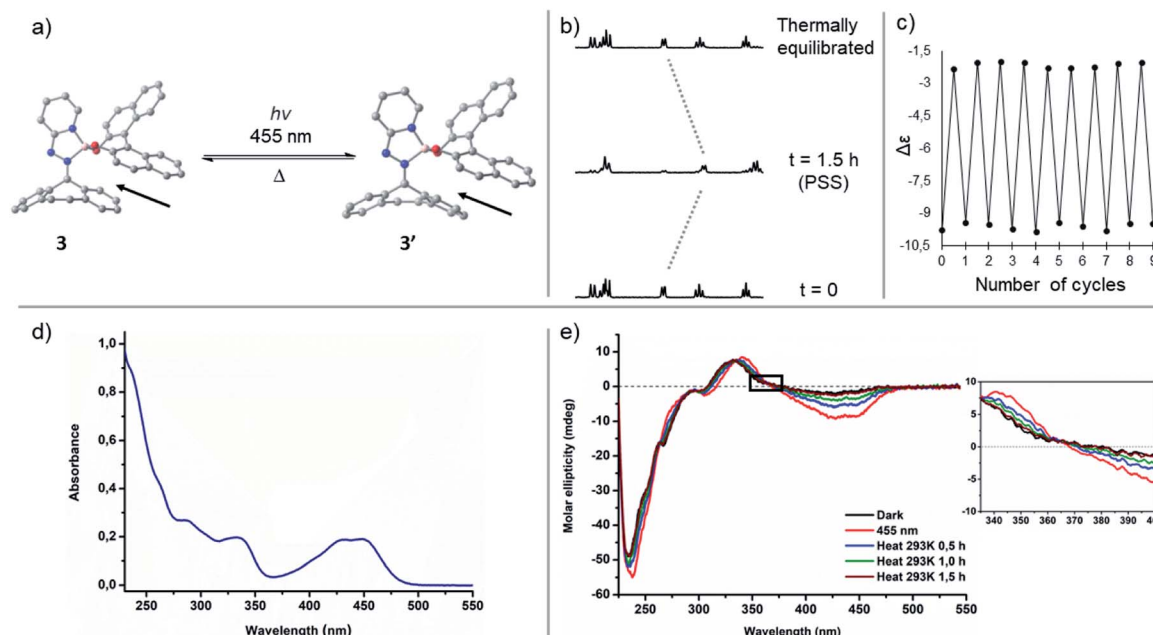 a)
hν
455 nm
Δ
3
3’
b)
Thermally
equilibrated
t = 1.5 h
(PSS)
t = 0
c)
Δε
-1,5
-3
-4,5
-6
-7,5
-9
-10,5
0 1 2 3 4 5 6 7 8 9
Number of cycles
d)
Absorbance
1,0
0,8
0,6
0,4
0,2
0,0
250 300 350 400 450 500 550
Wavelength (nm)
e)
Molar ellipticity (mdeg)
10
0
-10
-20
-30
-40
-50
-60
Dark
455 nm
Heat 293K 0,5 h
Heat 293K 1,0 h
Heat 293K 1,5 h
250 300 350 400 450 500 550
Wavelength (nm)
10
5
0
-5
-10
340 350 360 370 380 390